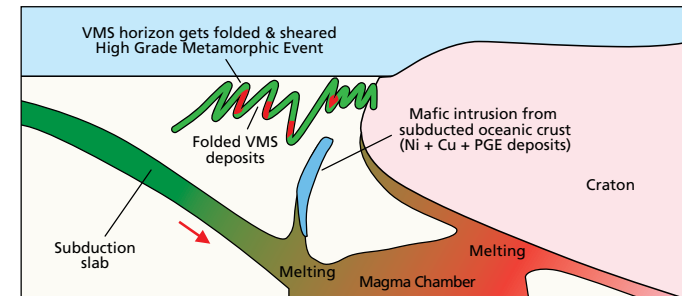 VMS horizon gets folded & sheared
High Grade Metamorphic Event
Folded VMS
deposits
Mafic intrusion from
subducted oceanic crust
(Ni + Cu + PGE deposits)
Craton
Subduction
slab
Melting
Magma Chamber
Melting